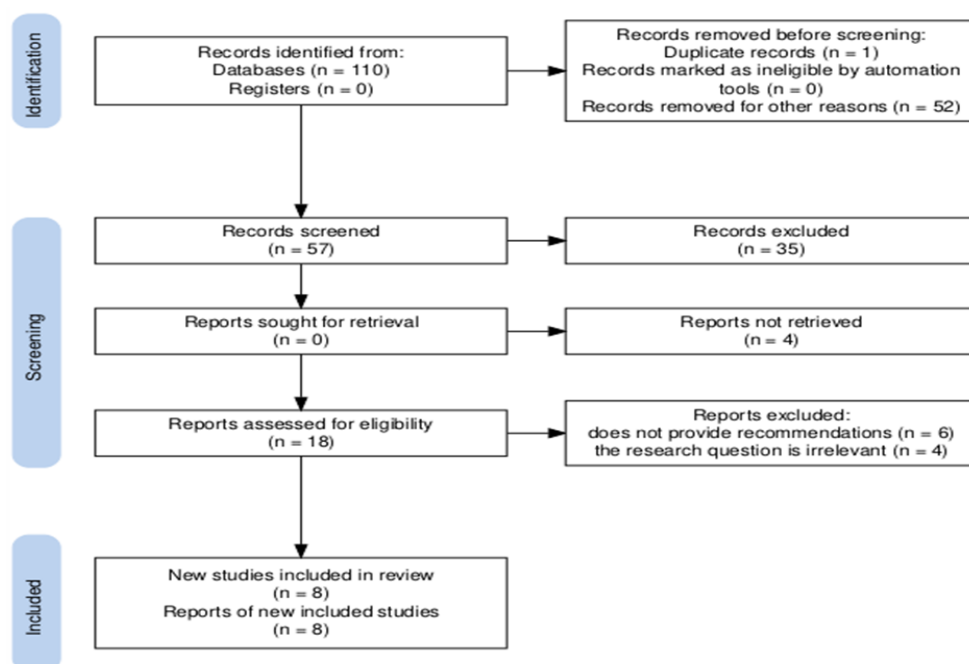 Identification
Records identified from:
Databases (n = 110)
Registers (n = 0)
Records removed before screening:
Duplicate records (n = 1)
Records marked as ineligible by automation
tools (n = 0)
Records removed for other reasons (n = 52)
Screening
Records screened
(n = 57)
Records excluded
(n = 35)
Reports sought for retrieval
(n = 0)
Reports not retrieved
(n = 4)
Reports assessed for eligibility
(n = 18)
Reports excluded:
does not provide recommendations (n = 6)
the research question is irrelevant (n = 4)
Included
New studies included in review
(n = 8)
Reports of new included studies
(n = 8)